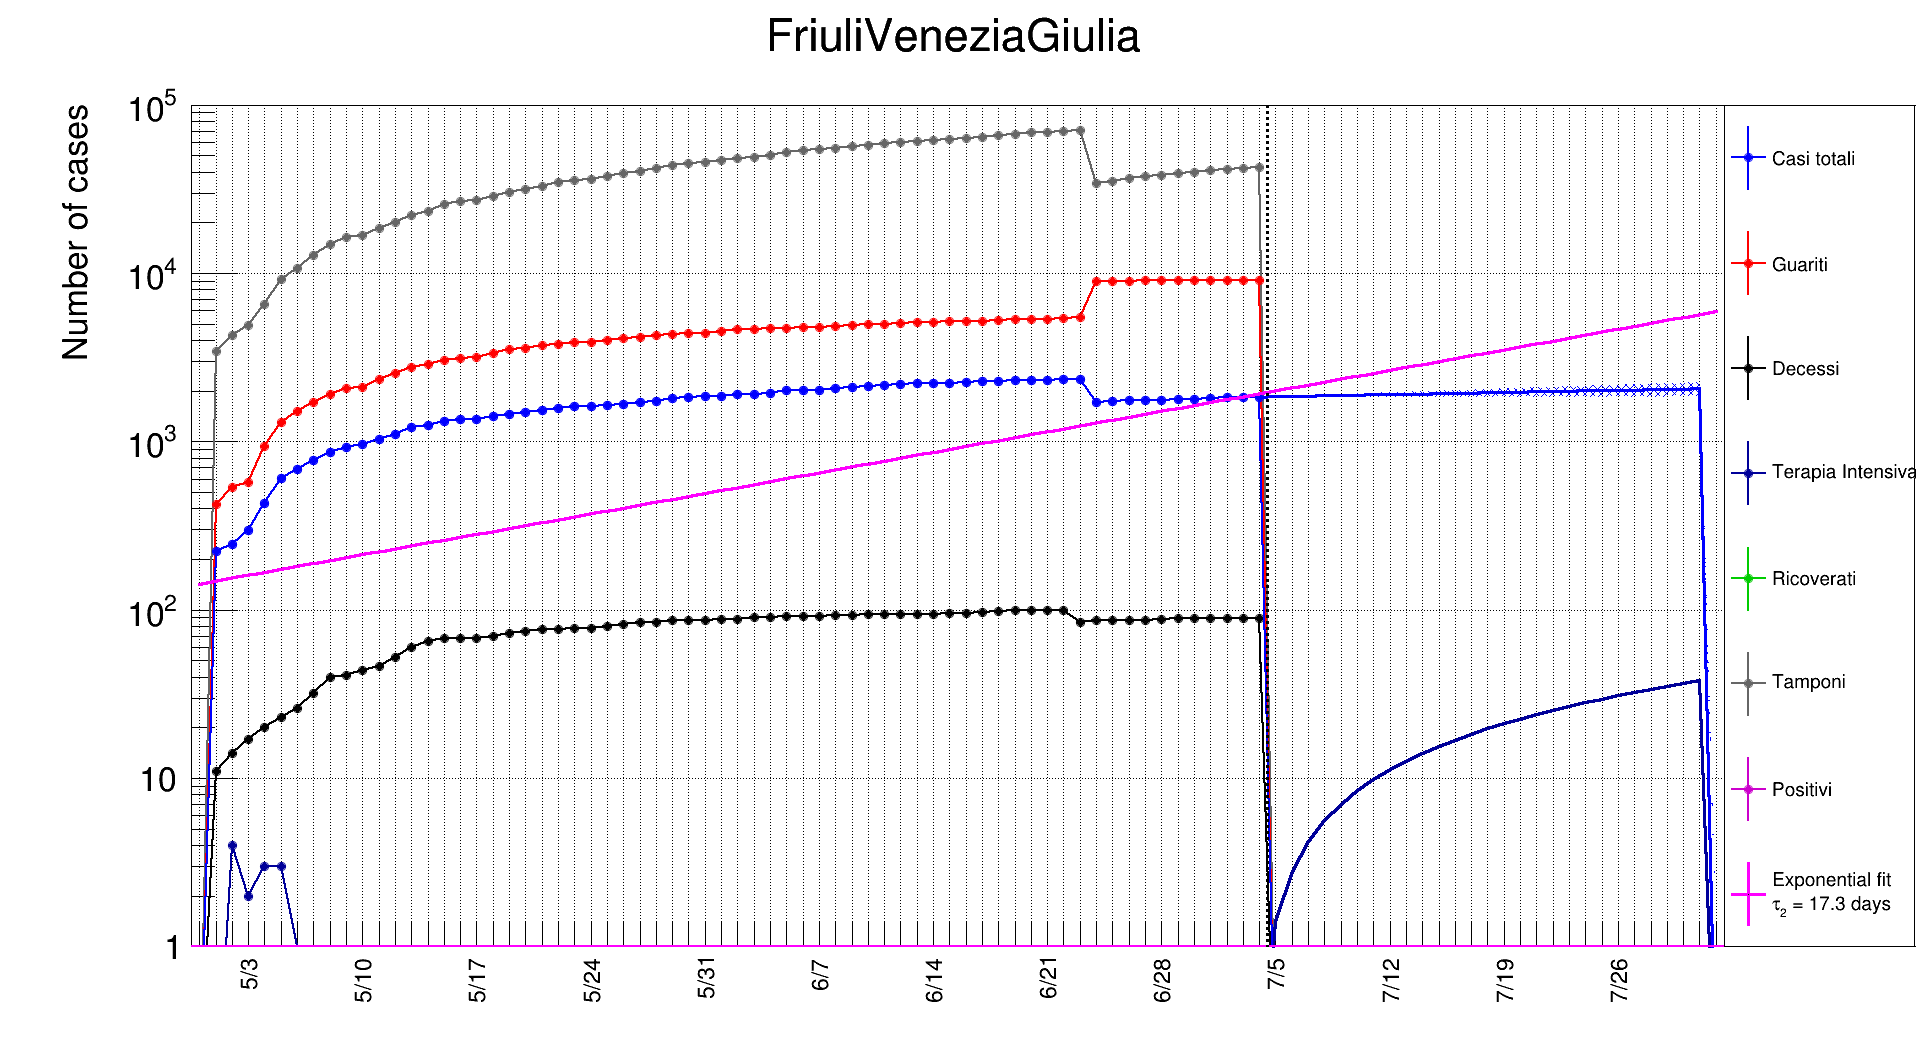 FriuliVeneziaGiulia
Number of cases
10^5
10^4
10^3
10^2
10
1
5/3
5/10
5/17
5/24
5/31
6/7
6/14
6/21
6/28
7/5
7/12
7/19
7/26
Casi totali
Guariti
Decessi
Terapia Intensiva
Ricoverati
Tamponi
Positivi
Exponential fit
τ₂ = 17.3 days